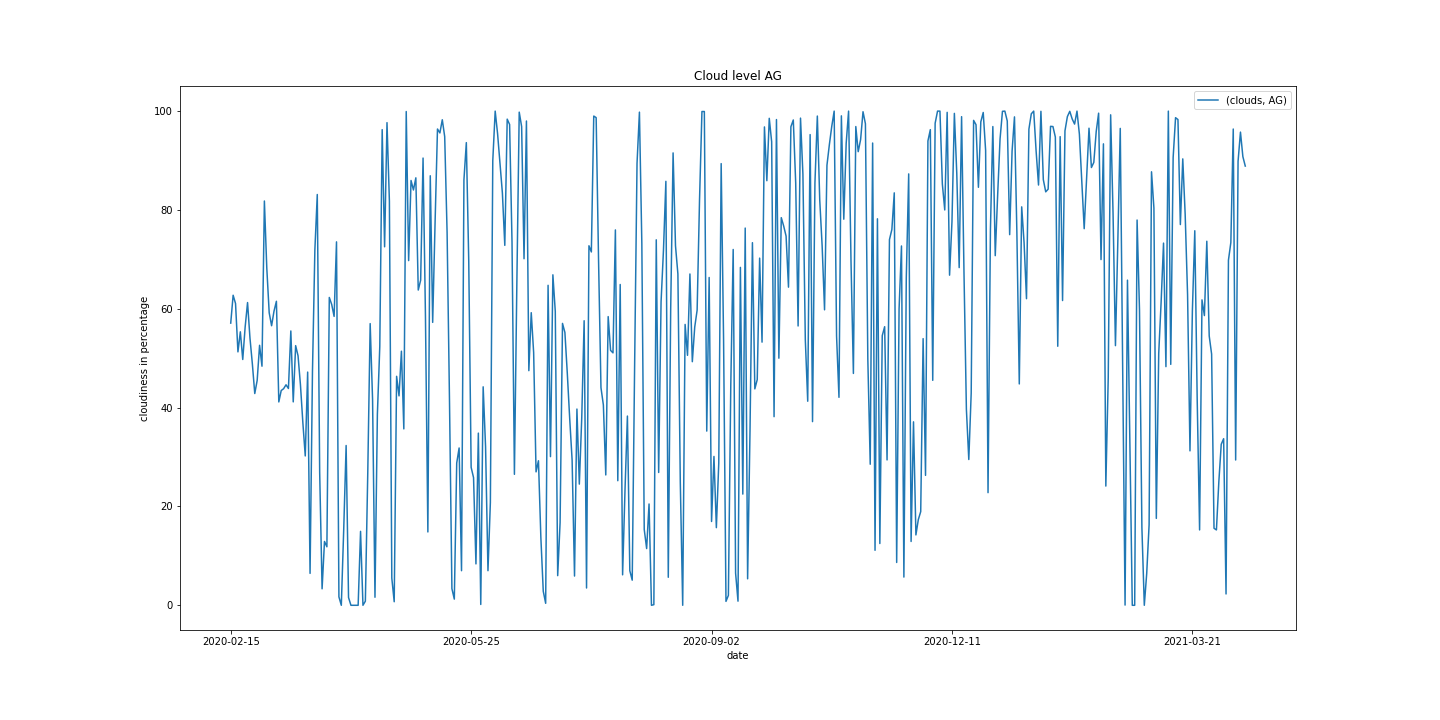 Cloud level AG
(clouds, AG)
100
80
60
40
20
0
cloudiness in percentage
2020-02-15
2020-05-25
2020-09-02
2020-12-11
2021-03-21
date